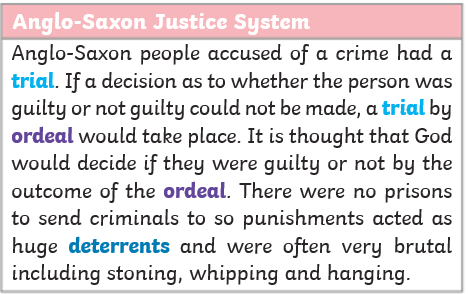 Anglo-Saxon Justice System
Anglo-Saxon people accused of a crime had a
trial. If a decision as to whether the person was
guilty or not guilty could not be made, a trial by
ordeal would take place. It is thought that God
would decide if they were guilty or not by the
outcome of the ordeal. There were no prisons
to send criminals to so punishments acted as
huge deterrents and were often very brutal
including stoning, whipping and hanging.